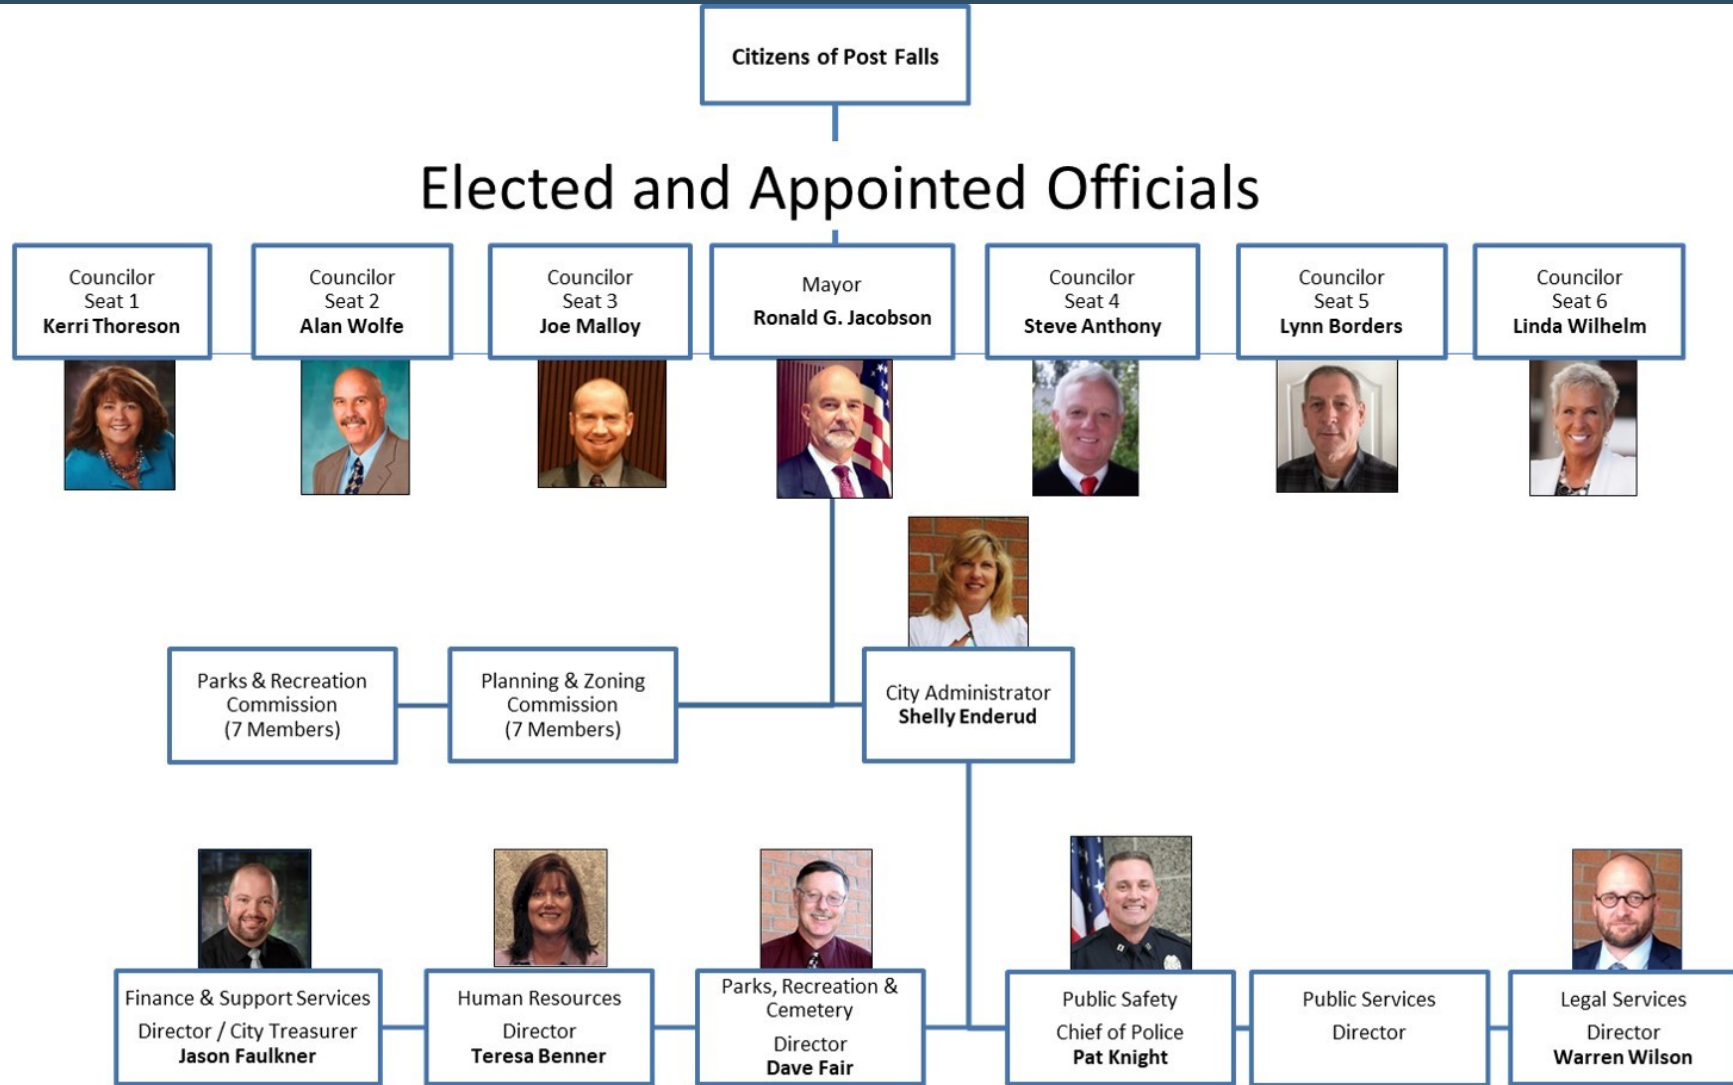 Citizens of Post Falls
Elected and Appointed Officials
Councilor
Seat 1
Kerri Thoreson
Councilor
Seat 2
Alan Wolfe
Councilor
Seat 3
Joe Malloy
Mayor
Ronald G. Jacobson
Councilor
Seat 4
Steve Anthony
Councilor
Seat 5
Lynn Borders
Councilor
Seat 6
Linda Wilhelm
Parks & Recreation
Commission
(7 Members)
Planning & Zoning
Commission
(7 Members)
City Administrator
Shelly Enderud
Finance & Support Services
Director / City Treasurer
Jason Faulkner
Human Resources
Director
Teresa Benner
Parks, Recreation &
Cemetery
Director
Dave Fair
Public Safety
Chief of Police
Pat Knight
Public Services
Director
Legal Services
Director
Warren Wilson